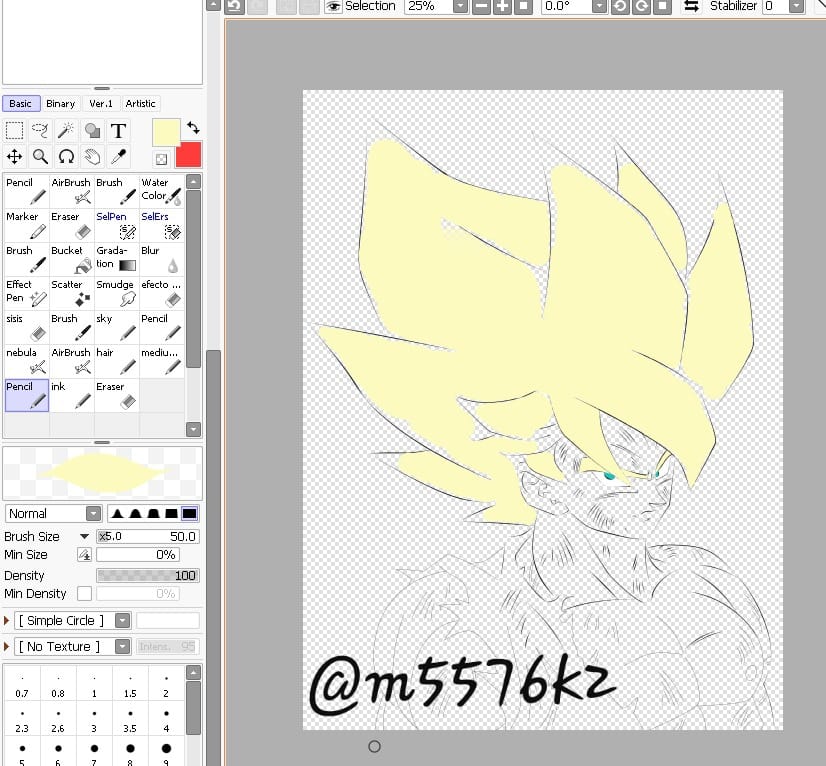 Selection 25% 0.0° Stabilizer 0
Basic Binary Ver.1 Artistic
T
Pencil AirBrush Brush Water Color
Marker Eraser SelPen SelErs
Brush Bucket Grada-tion Blur
Effect Pen Scatter Smudge efecto ...
sisis Brush sky Pencil
nebula AirBrush hair mediu...
Pencil ink Eraser
Normal
Brush Size x5.0 50.0
Min Size 0%
Density 100
Min Density 0%
[ Simple Circle ]
[ No Texture ] Intens. 95
0.7 0.8 1 1.5 2
2.3 2.6 3 3.5 4
5 6 7 8 9
@m5576kz